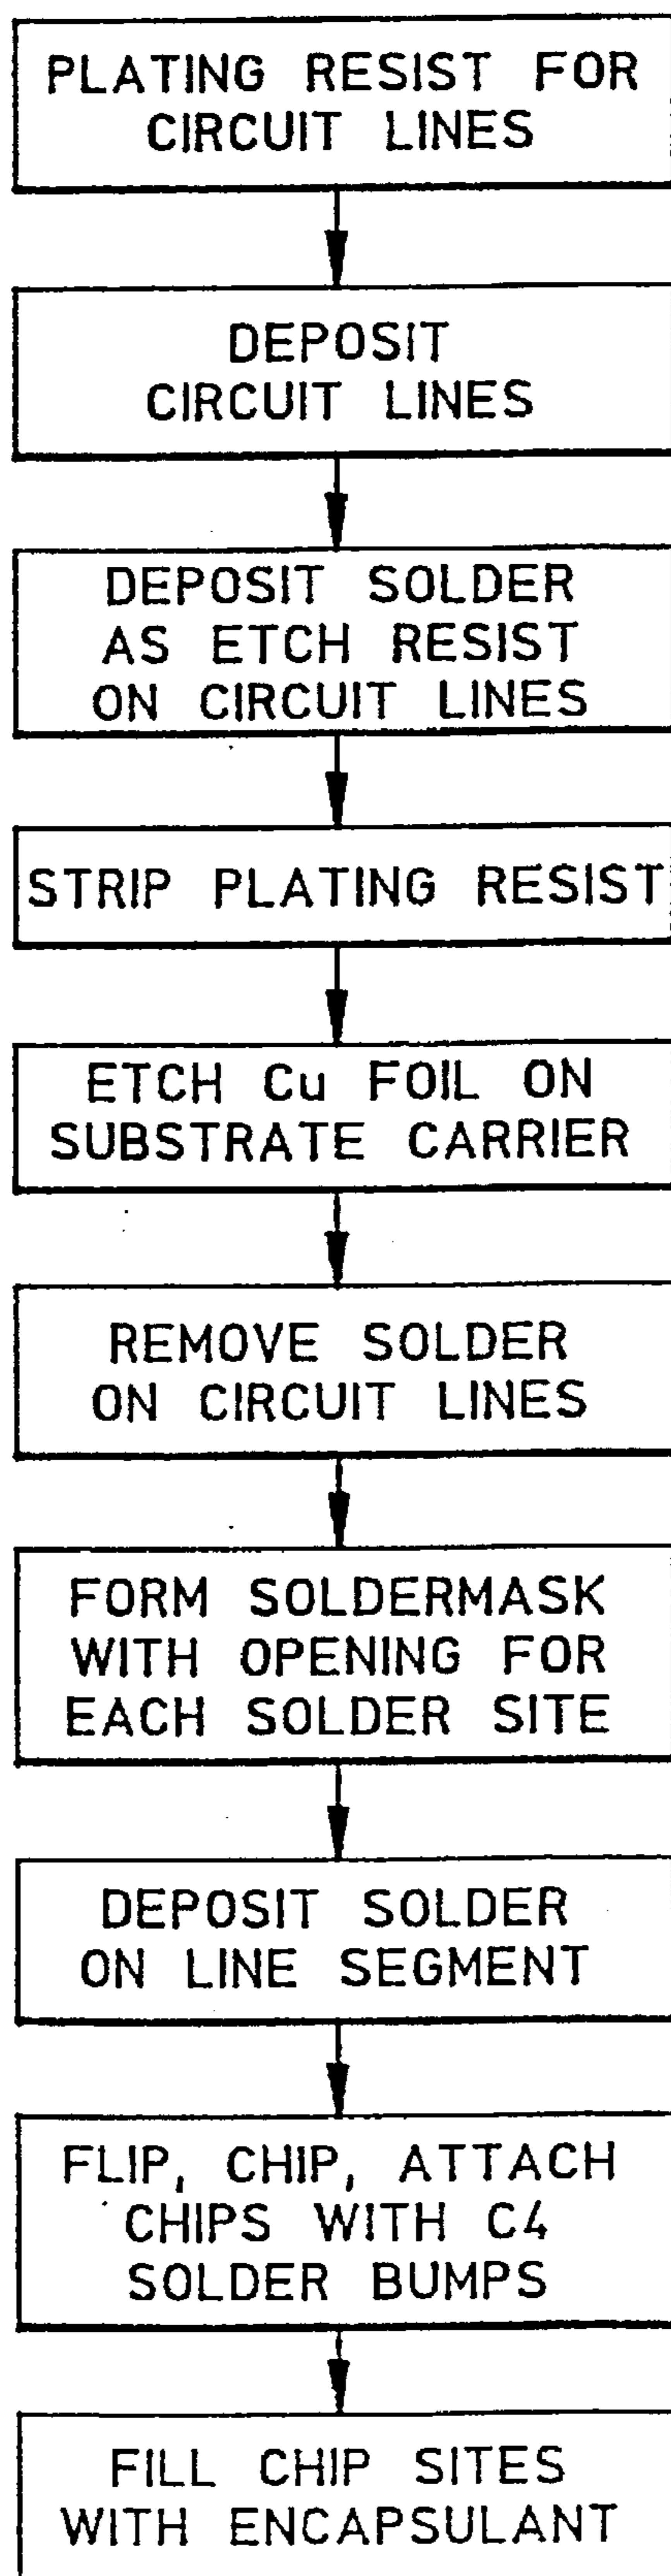 PLATING RESIST FOR
CIRCUIT LINES
DEPOSIT
CIRCUIT LINES
DEPOSIT SOLDER
AS ETCH RESIST
ON CIRCUIT LINES
STRIP PLATING RESIST
ETCH Cu FOIL ON
SUBSTRATE CARRIER
REMOVE SOLDER
ON CIRCUIT LINES
FORM SOLDERMASK
WITH OPENING FOR
EACH SOLDER SITE
DEPOSIT SOLDER
ON LINE SEGMENT
FLIP, CHIP, ATTACH
CHIPS WITH C4
SOLDER BUMPS
FILL CHIP SITES
WITH ENCAPSULANT